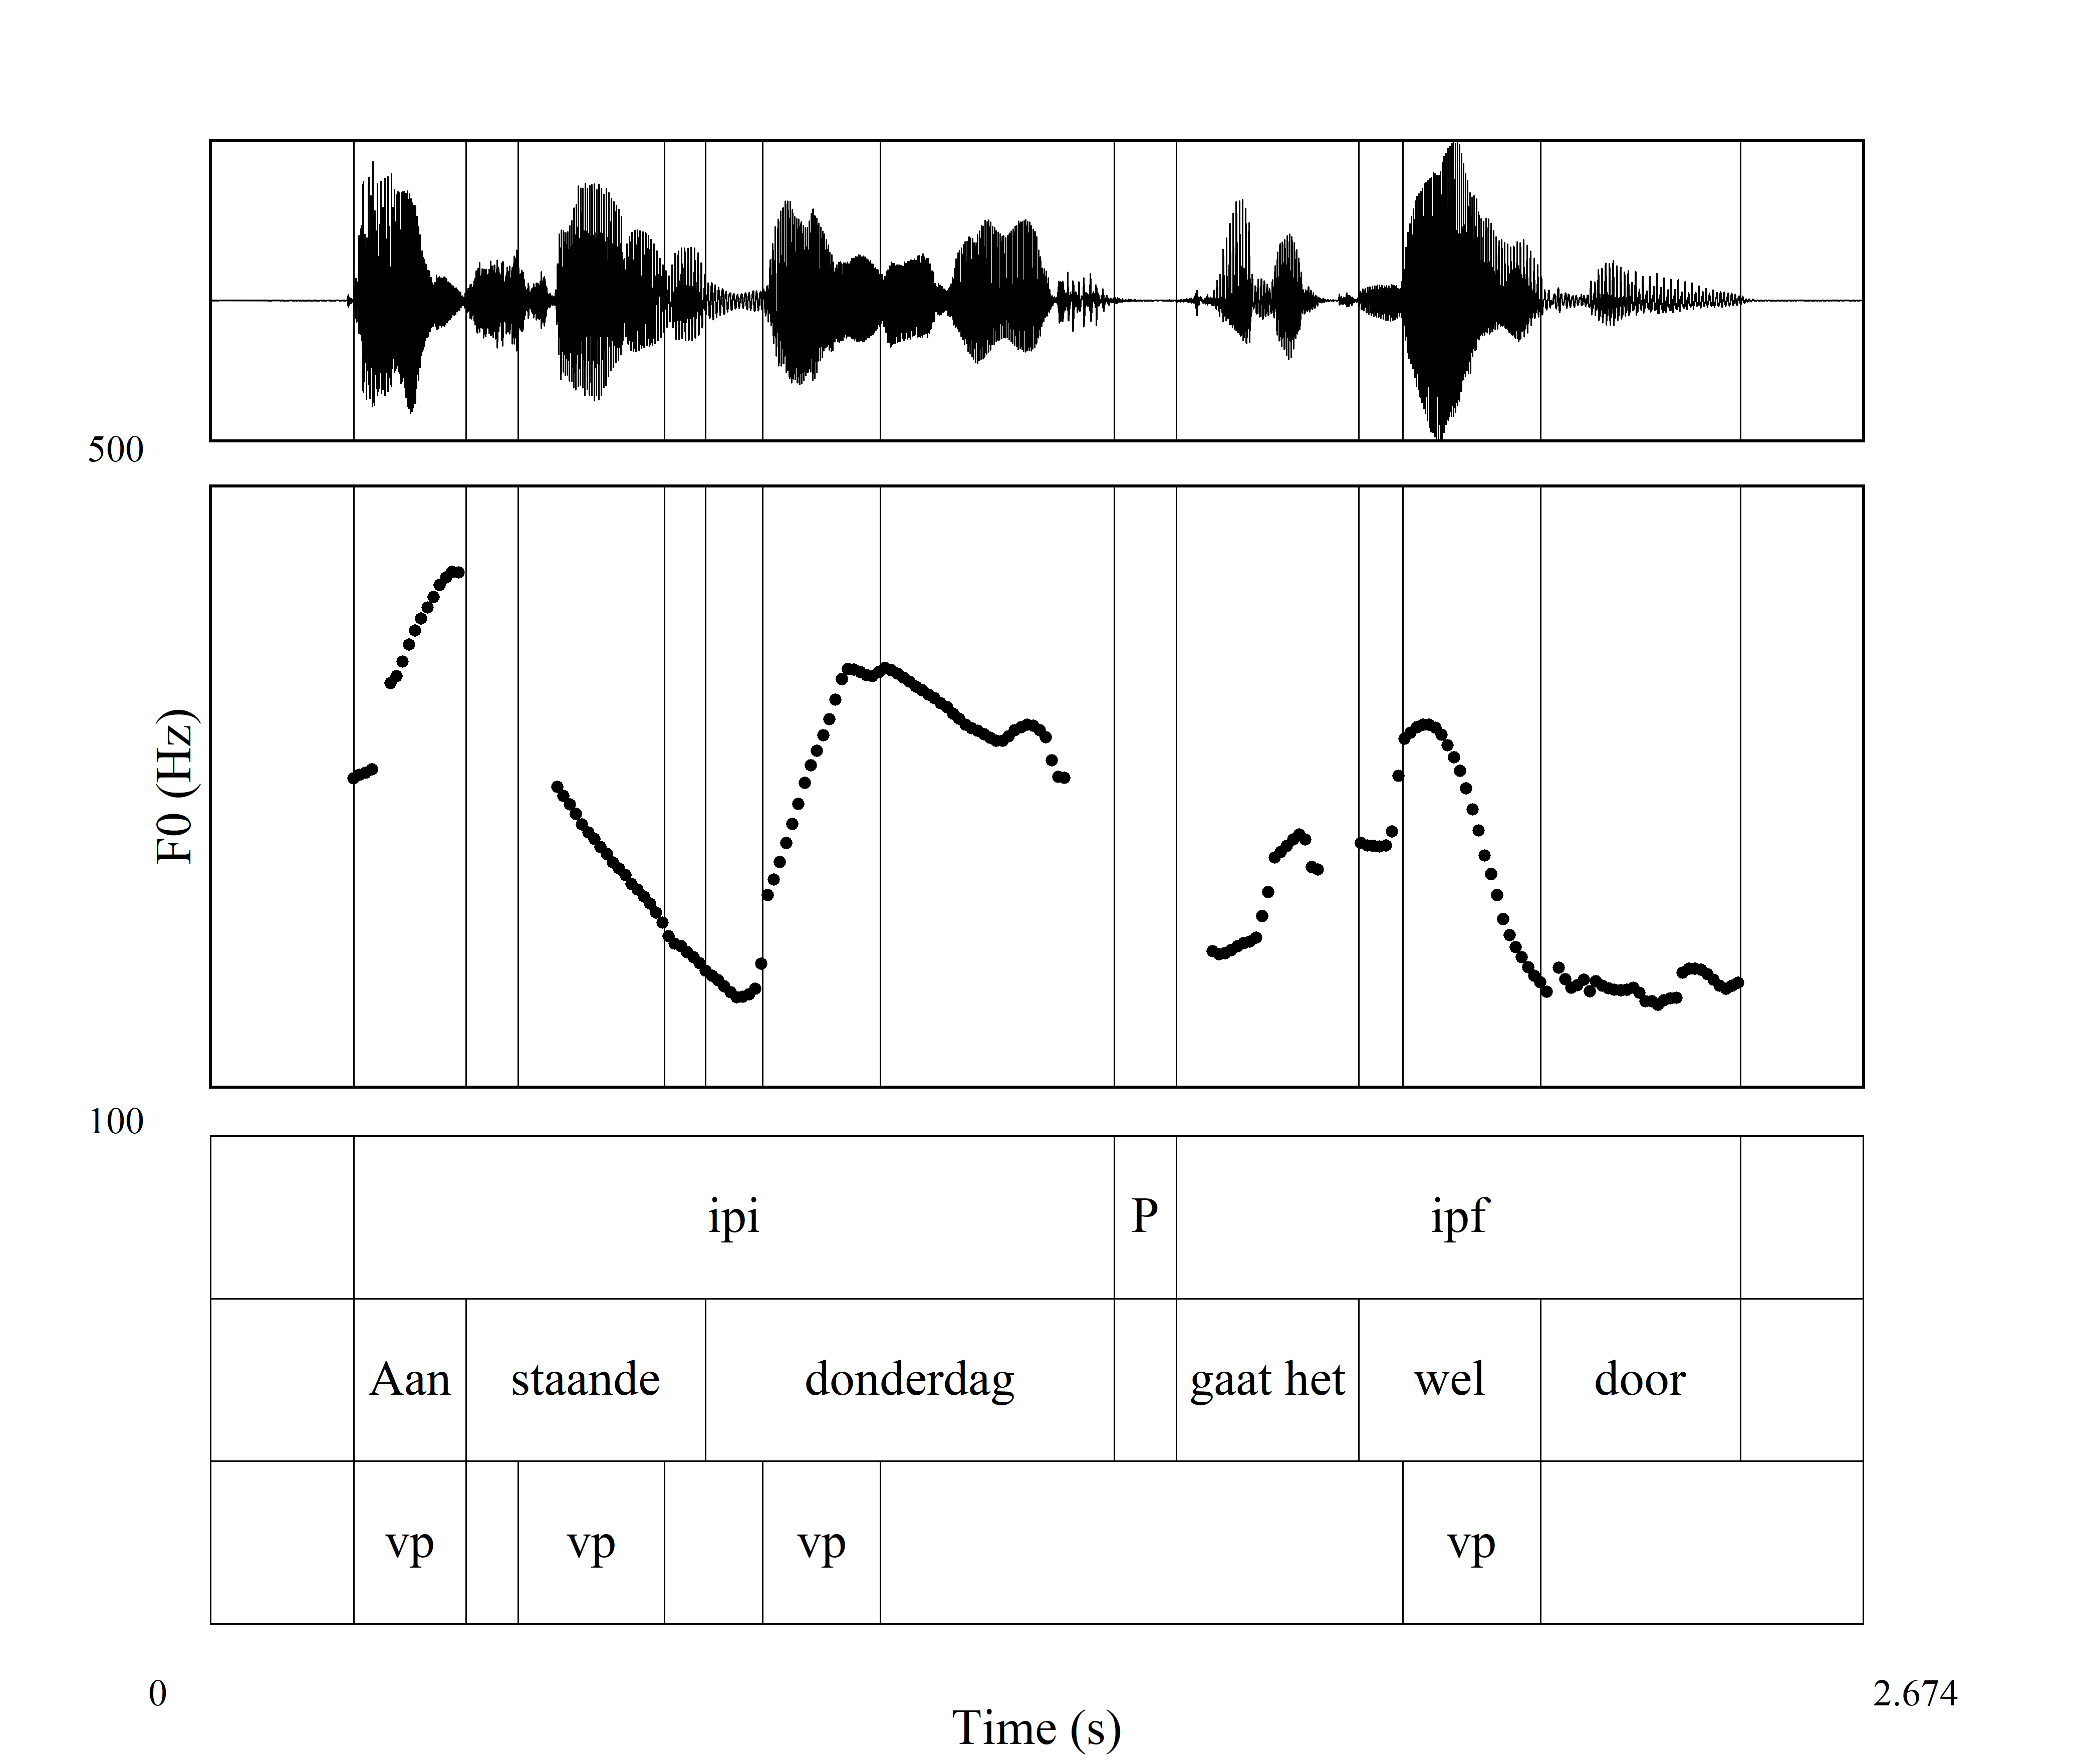 500
F0 (Hz)
100
ipi P ipf
Aan staande donderdag gaat het wel door
vp vp vp vp
0 2.674
Time (s)